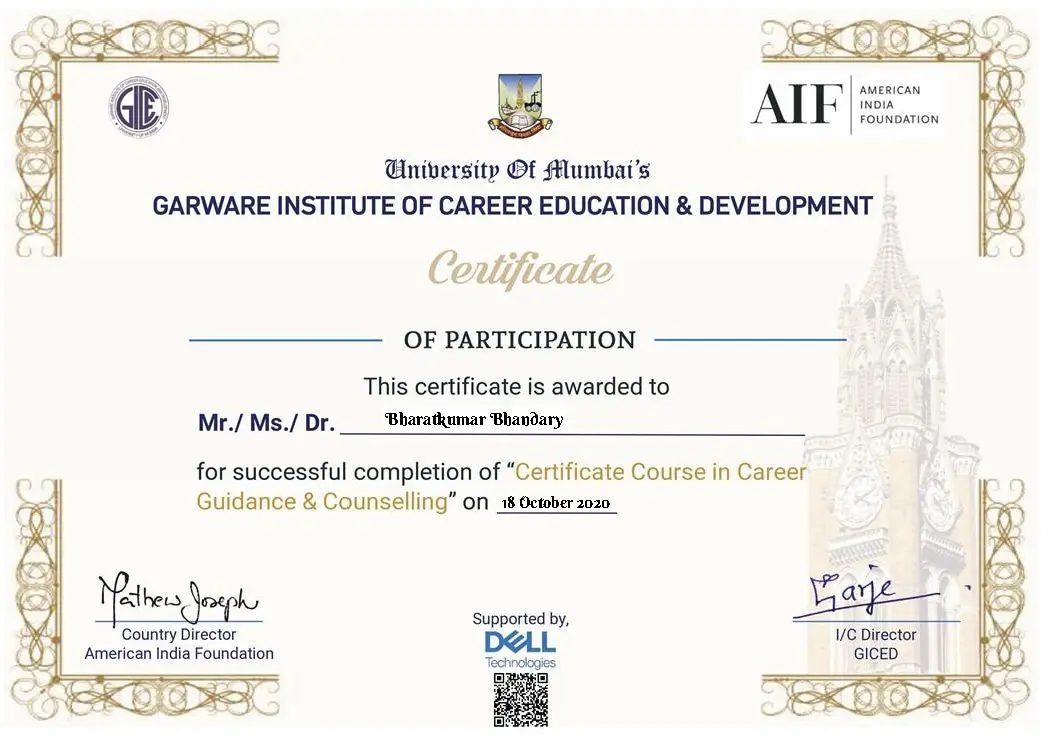 GICE
AIF
AMERICAN
INDIA
FOUNDATION
University Of Mumbai's
GARWARE INSTITUTE OF CAREER EDUCATION & DEVELOPMENT
Certificate
OF PARTICIPATION
This certificate is awarded to
Mr./ Ms./ Dr. Bharatkumar Bhandary
for successful completion of “Certificate Course in Career
Guidance & Counselling” on 18 October 2020
Mathew Joseph
Country Director
American India Foundation
Supported by,
DELL
Technologies
I/C Director
GICED